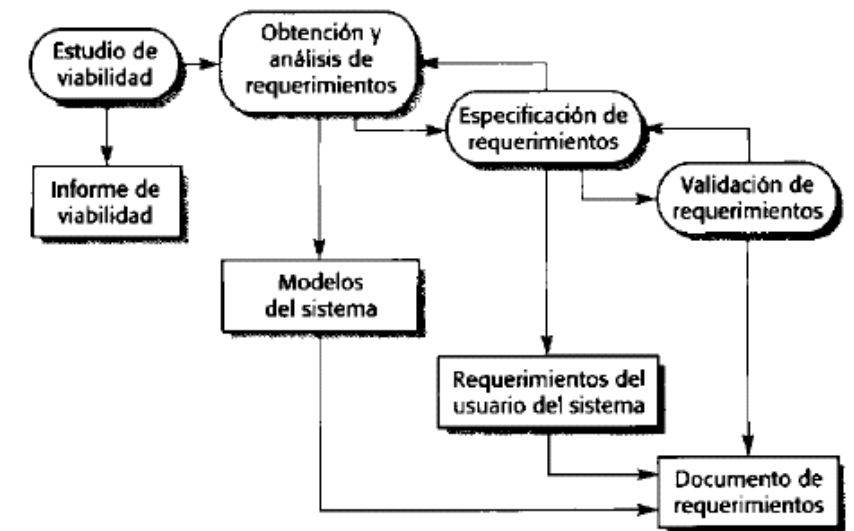 Estudio de
viabilidad
Obtención y
análisis de
requerimientos
Especificación de
requerimientos
Validación de
requerimientos
Informe de
viabilidad
Modelos
del sistema
Requerimientos del
usuario del sistema
Documento de
requerimientos